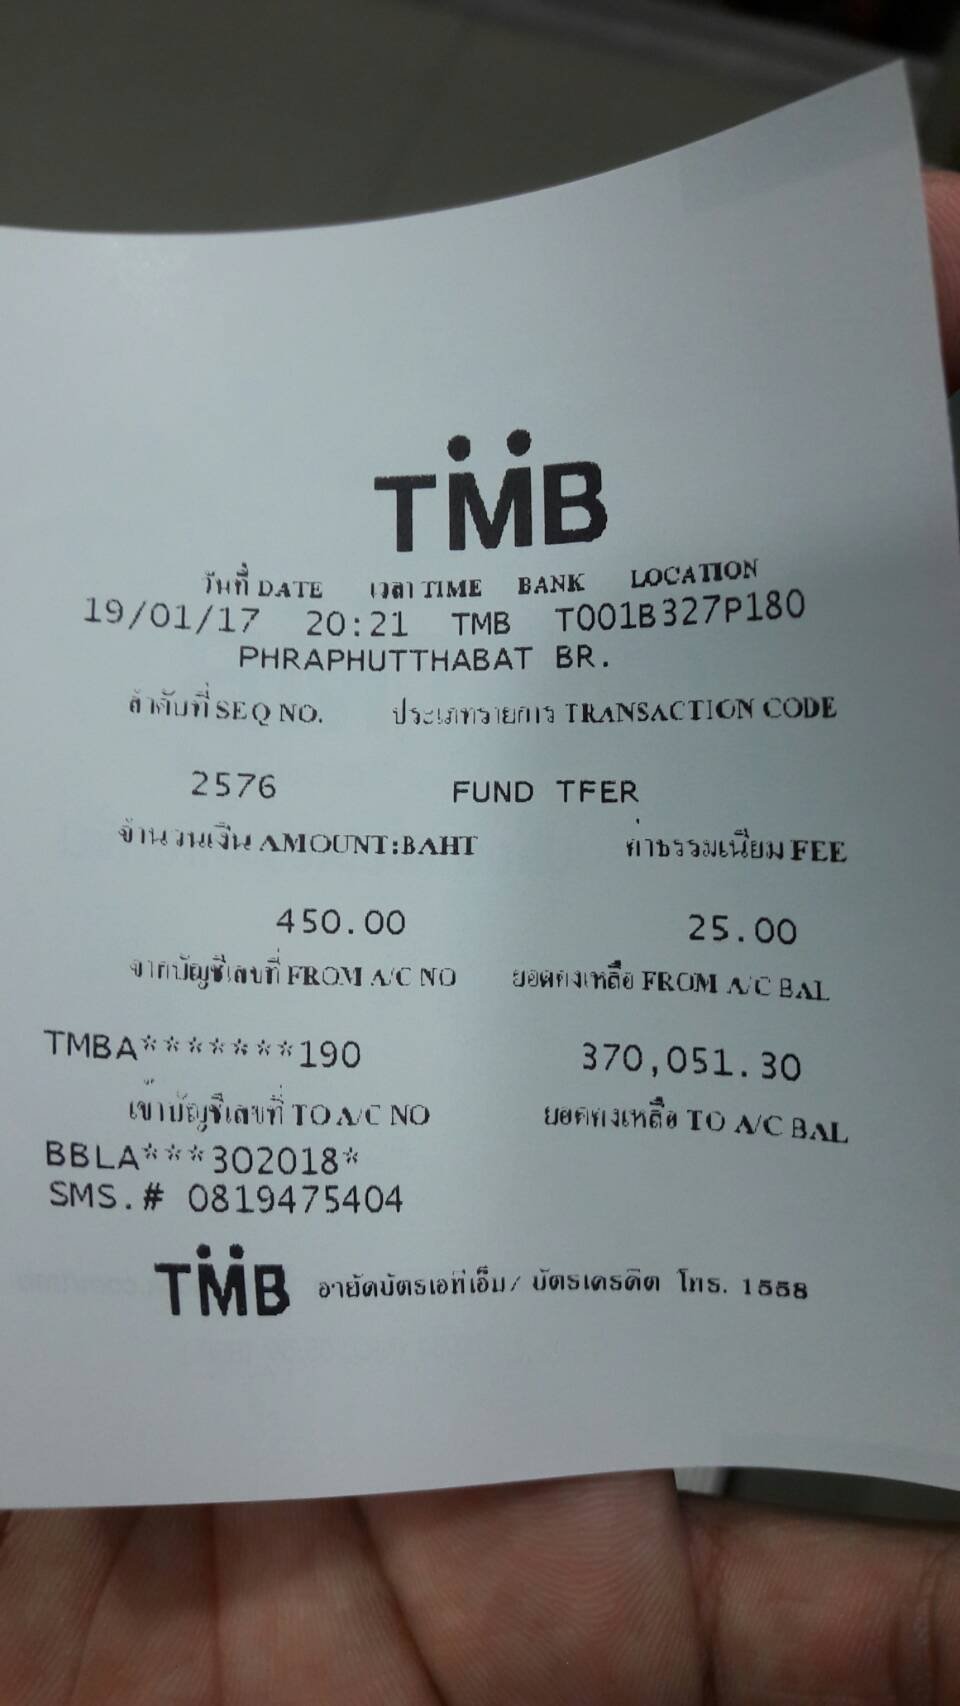 TMB
วันที่ DATE เวลา TIME BANK LOCATION
19/01/17 20:21 TMB T001B327P180
PHRAPHUTTHABAT BR.
ลำดับที่ SEQ NO. ประเภทรายการ TRANSACTION CODE
2576 FUND TFER
จำนวนเงิน AMOUNT:BAHT ค่าธรรมเนียม FEE
450.00 25.00
จากบัญชีเลขที่ FROM A/C NO ยอดคงเหลือ FROM A/C BAL
TMBA*******190 370,051.30
เข้าบัญชีเลขที่ TO A/C NO ยอดคงเหลือ TO A/C BAL
BBLA***302018*
SMS.# 0819475404
TMB อายัดบัตรเอทีเอ็ม/ บัตรเครดิต โทร. 1558